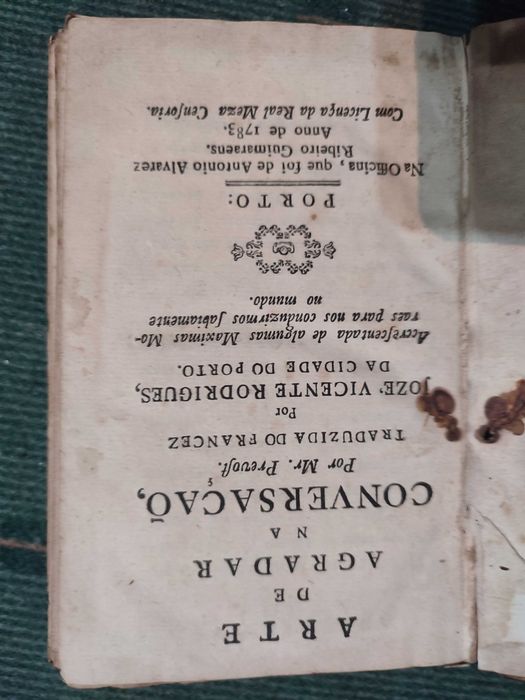 ARTE
DE
AGRADAR
NA
CONVERSAÇAÕ,
Por Mr. Prevost.
TRADUZIDA DO FRANCEZ
Por
JOZE' VICENTE RODRIGUES,
DA CIDADE DO PORTO.
Accrescentada de algumas Maximas Mo-
raes para nos conduzirmos sabiamente
no mundo.
PORTO:
Na Officina, que foi de Antonio Alvarez
Ribeiro Guimaraens.
Anno de 1783.
Com Licença da Real Meza Censoria.